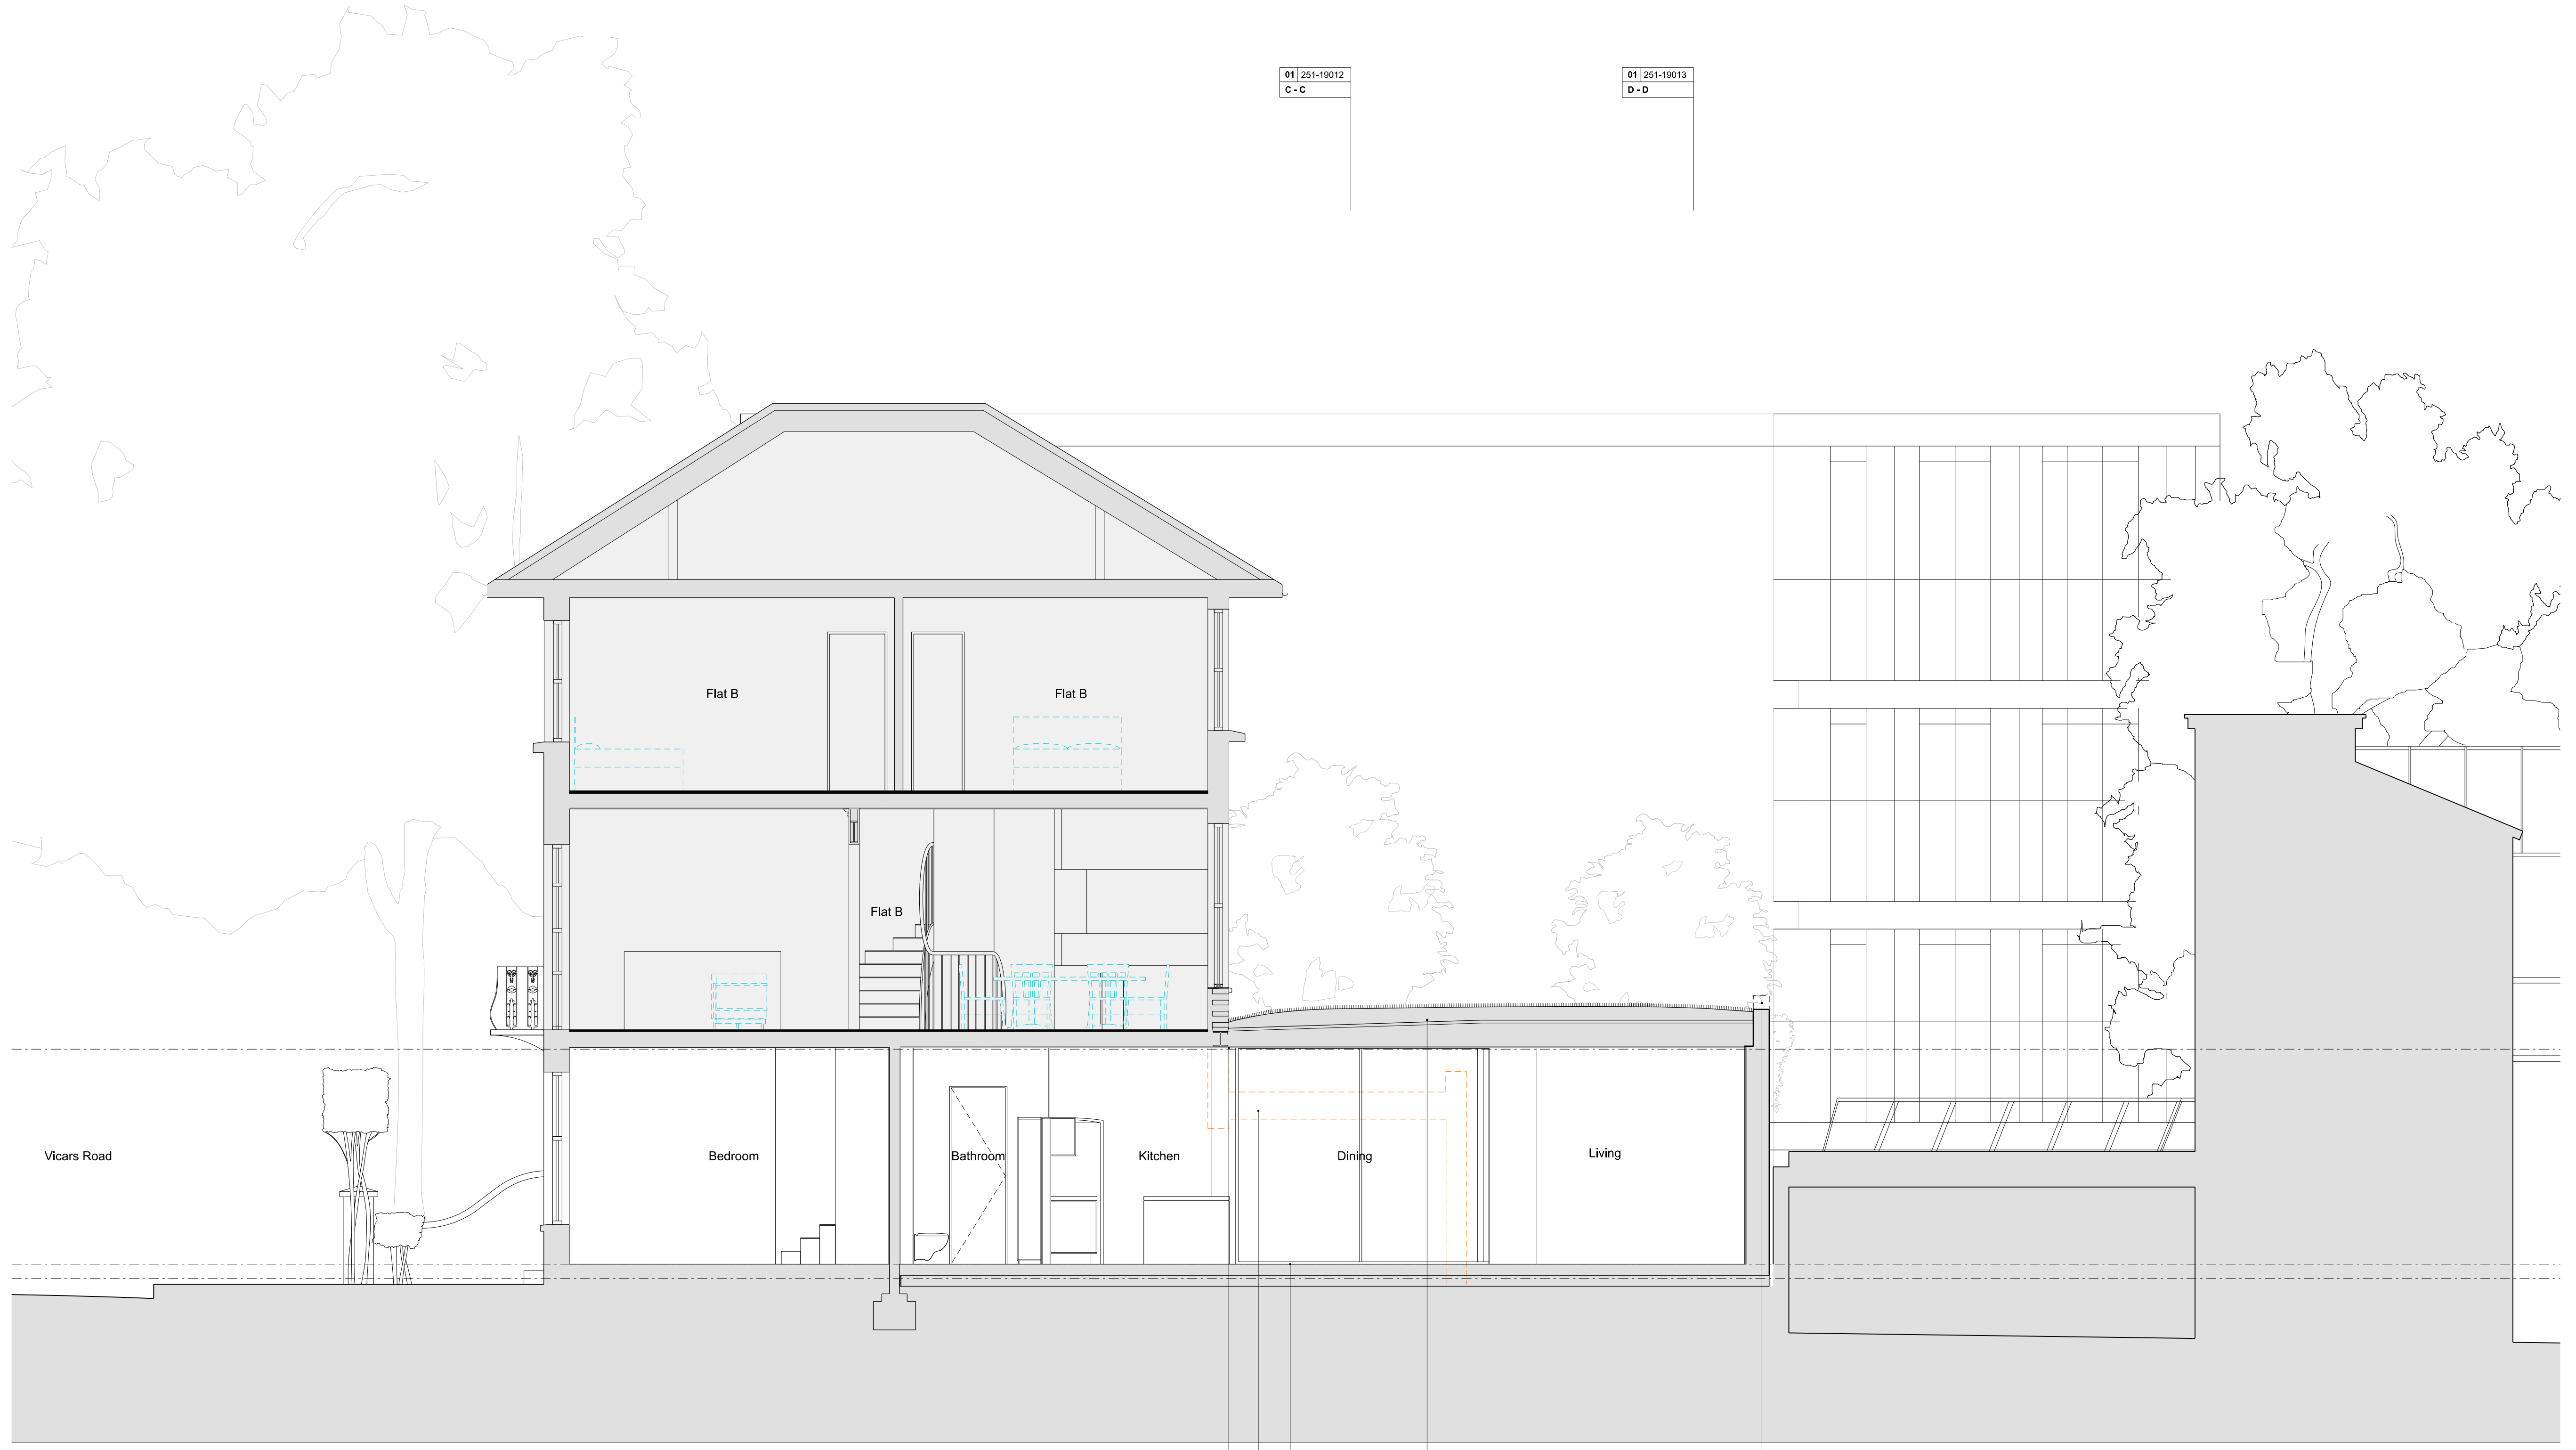 01 251-19012
C - C
01 251-19013
D - D
Flat B
Flat B
Flat B
Vicars Road
Bedroom
Bathroom
Kitchen
Dining
Living